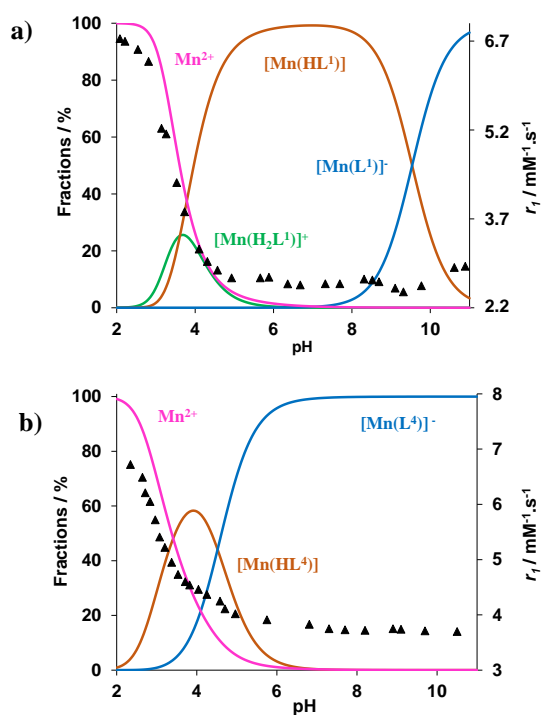 a)
Fractions / %
100
80
60
40
20
0
2
4
6
8
10
pH
6.7
5.2
3.7
2.2
r₁ / mM⁻¹.s⁻¹
Mn²⁺
[Mn(HL¹)]
[Mn(L¹)]⁻
[Mn(H₂L¹)]⁺
b)
Fractions / %
100
80
60
40
20
0
2
4
6
8
10
pH
8
7
6
5
4
3
r₁ / mM⁻¹.s⁻¹
Mn²⁺
[Mn(L⁴)]⁻
[Mn(HL⁴)]